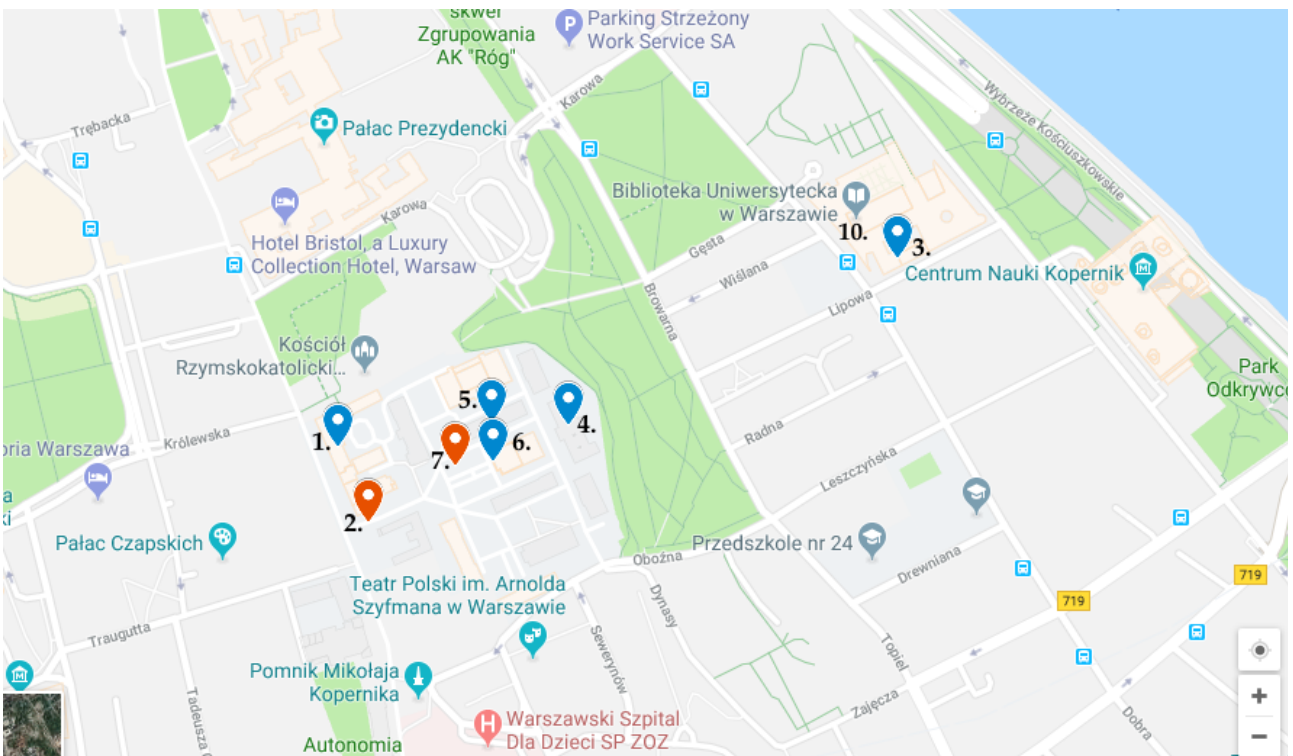 skwer
Zgrupowania
AK "Róg"
P
Parking Strzeżony
Work Service SA
Karowa
Wybrzeże Kościuszkowskie
Trębacka
Pałac Prezydencki
Biblioteka Uniwersytecka
w Warszawie
10.
3.
Karowa
Gęsta
Hotel Bristol, a Luxury
Collection Hotel, Warsaw
Wiślana
Centrum Nauki Kopernik
Browarna
Lipowa
Kościół
Rzymskokatolicki...
Park
Odkrywcó
5.
4.
1.
6.
7.
Królewska
oria Warszawa
Radna
Leszczyńska
2.
Pałac Czapskich
Przedszkole nr 24
Oboźna
Drewniana
719
719
Teatr Polski im. Arnolda
Szyfmana w Warszawie
Dynasy
Traugutta
Sewerynów
Topiel
Pomnik Mikołaja
Kopernika
Tadeusza
Zajęcza
Dobra
H
Warszawski Szpital
Dla Dzieci SP ZOZ
Autonomia
+
−